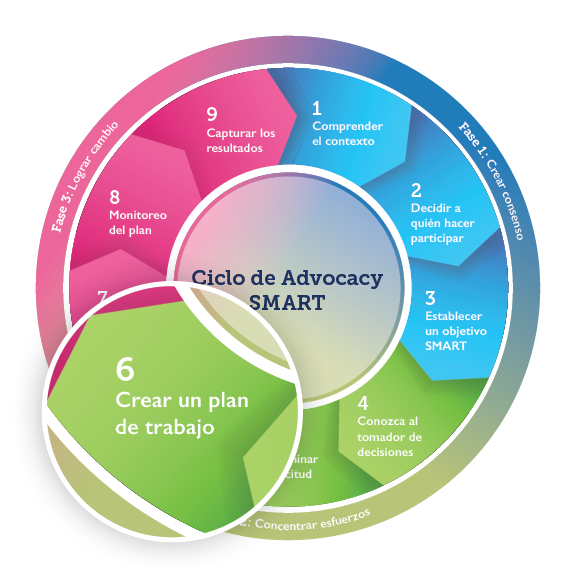 Ciclo de Advocacy
SMART
Fase 1: Crear consenso
1
Comprender
el contexto
2
Decidir a
quién hacer
participar
3
Establecer
un objetivo
SMART
2: Concentrar esfuerzos
4
Conozca al
tomador de
decisiones
6
Crear un plan
de trabajo
Fase 3: Lograr cambio
7
8
Monitoreo
del plan
9
Capturar los
resultados